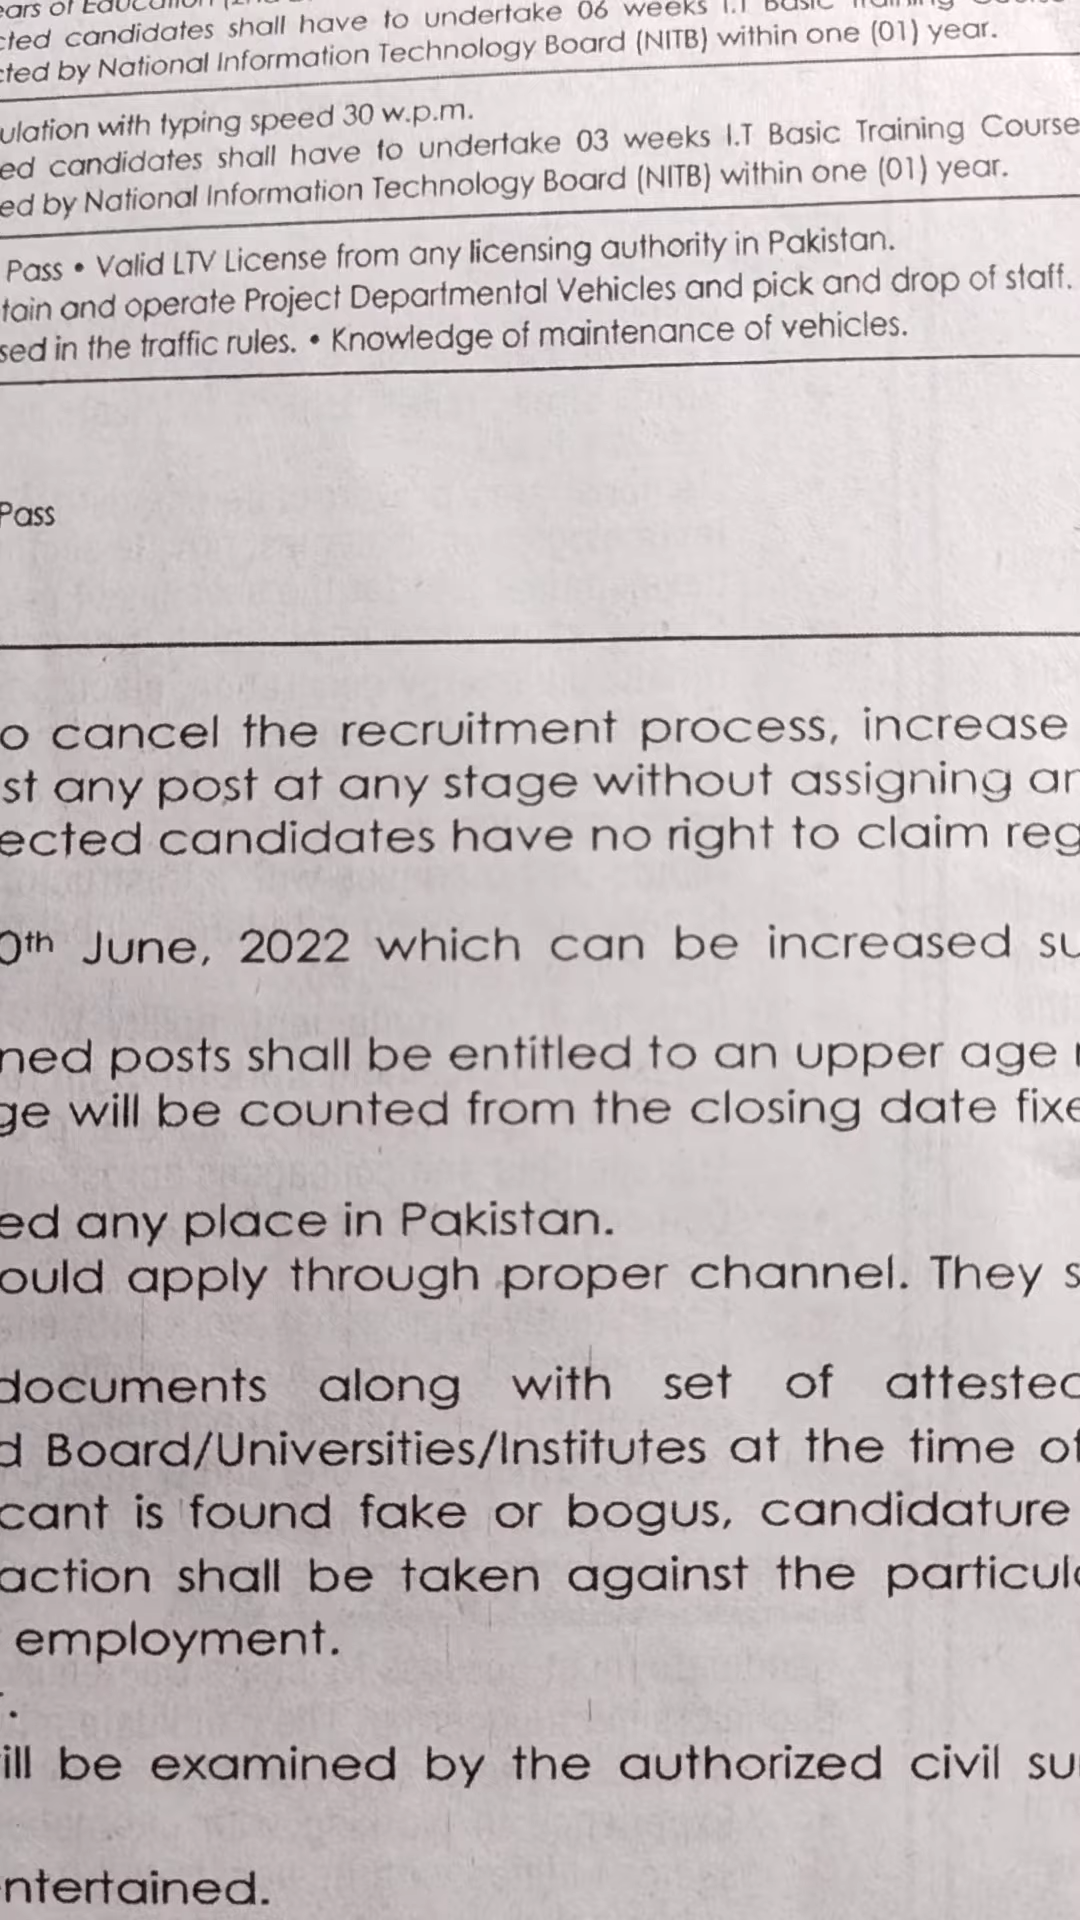 ears of Education
cted candidates shall have to undertake 06 weeks I.T Basic Training
cted by National Information Technology Board (NITB) within one (01) year.
ulation with typing speed 30 w.p.m.
ed candidates shall have to undertake 03 weeks I.T Basic Training Course
ed by National Information Technology Board (NITB) within one (01) year.
Pass • Valid LTV License from any licensing authority in Pakistan.
tain and operate Project Departmental Vehicles and pick and drop of staff.
sed in the traffic rules. • Knowledge of maintenance of vehicles.
Pass
o cancel the recruitment process, increase
st any post at any stage without assigning an
ected candidates have no right to claim reg
0th June, 2022 which can be increased su
ned posts shall be entitled to an upper age
ge will be counted from the closing date fixe
ed any place in Pakistan.
ould apply through proper channel. They s
documents along with set of attested
d Board/Universities/Institutes at the time of
cant is found fake or bogus, candidature
action shall be taken against the particula
employment.
ill be examined by the authorized civil su
ntertained.